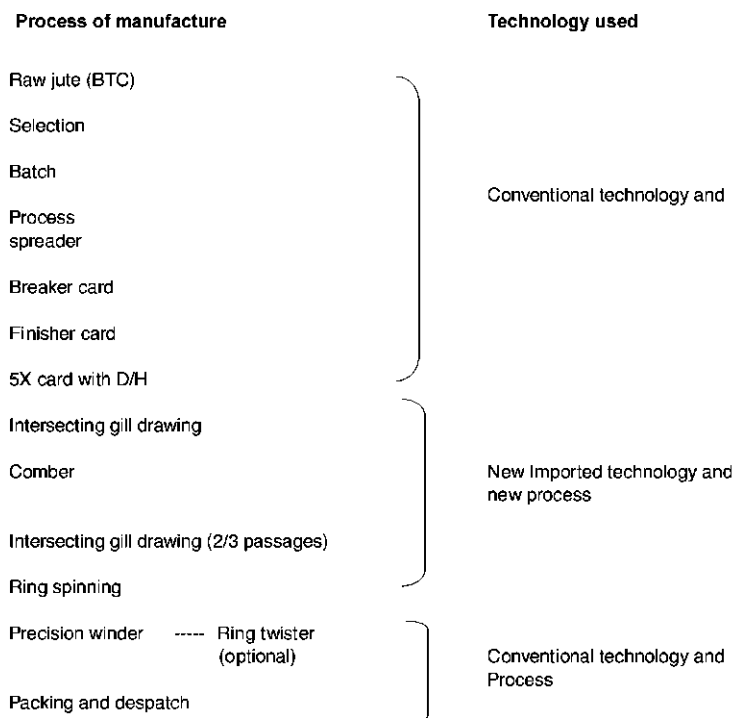 Process of manufacture
Technology used
Raw jute (BTC)
Selection
Batch
Conventional technology and
Process
spreader
Breaker card
Finisher card
5X card with D/H
Intersecting gill drawing
Comber
New Imported technology and
new process
Intersecting gill drawing (2/3 passages)
Ring spinning
Precision winder ----- Ring twister
(optional)
Conventional technology and
Process
Packing and despatch